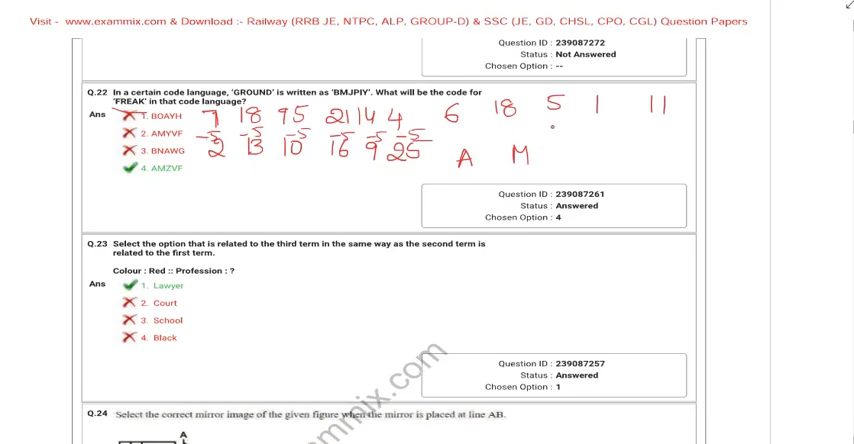 Visit - www.exammix.com & Download :- Railway (RRB JE, NTPC, ALP, GROUP-D) & SSC (JE, GD, CHSL, CPO, CGL) Question Papers
Question ID : 239087272
Status : Not Answered
Chosen Option : --
Q.22 In a certain code language, 'GROUND' is written as 'BMJPIY'. What will be the code for
'FREAK' in that code language?
Ans 1. BOAYH
2. AMYVF
3. BNAWG
4. AMZVF
7 18 95 21 14 4 6 18 5 1 11
-5 -5 -5 -5 -5 -5
2 13 10 16 9 25 A M
Question ID : 239087261
Status : Answered
Chosen Option : 4
Q.23 Select the option that is related to the third term in the same way as the second term is
related to the first term.
Colour : Red :: Profession : ?
Ans 1. Lawyer
2. Court
3. School
4. Black
Question ID : 239087257
Status : Answered
Chosen Option : 1
Q.24 Select the correct mirror image of the given figure when the mirror is placed at line AB.
A
mmix.com